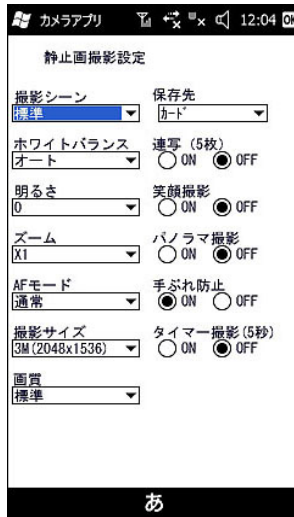 カメラアプリ 12:04 OK
静止画撮影設定
撮影シーン
標準
ホワイトバランス
オート
明るさ
0
ズーム
X1
AFモード
通常
撮影サイズ
3M(2048x1536)
画質
標準
保存先
ｶｰﾄﾞ
連写 (5枚)
ON OFF
笑顔撮影
ON OFF
パノラマ撮影
ON OFF
手ぶれ防止
ON OFF
タイマー撮影(5秒)
ON OFF
あ